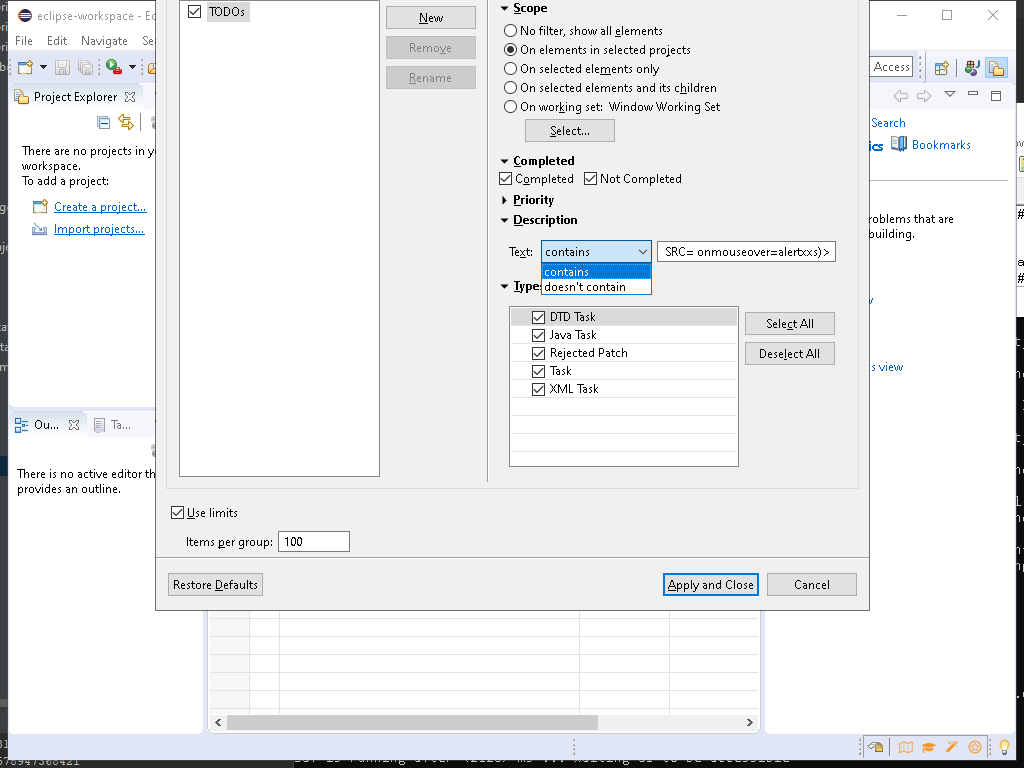 eclipse-workspace - Ec
File Edit Navigate Se
Access
Project Explorer
There are no projects in y
workspace.
To add a project:
Create a project...
Import projects...
Ou...
Ta...
There is no active editor th
provides an outline.
TODOs
New
Remove
Rename
Scope
No filter, show all elements
On elements in selected projects
On selected elements only
On selected elements and its children
On working set: Window Working Set
Select...
Completed
Completed Not Completed
Priority
Description
Text: contains SRC= onmouseover=alertxxs)>
contains
doesn't contain
Types
DTD Task
Java Task
Rejected Patch
Task
XML Task
Select All
Deselect All
Use limits
Items per group: 100
Restore Defaults
Apply and Close
Cancel
Search
ics Bookmarks
roblems that are
building.
s view